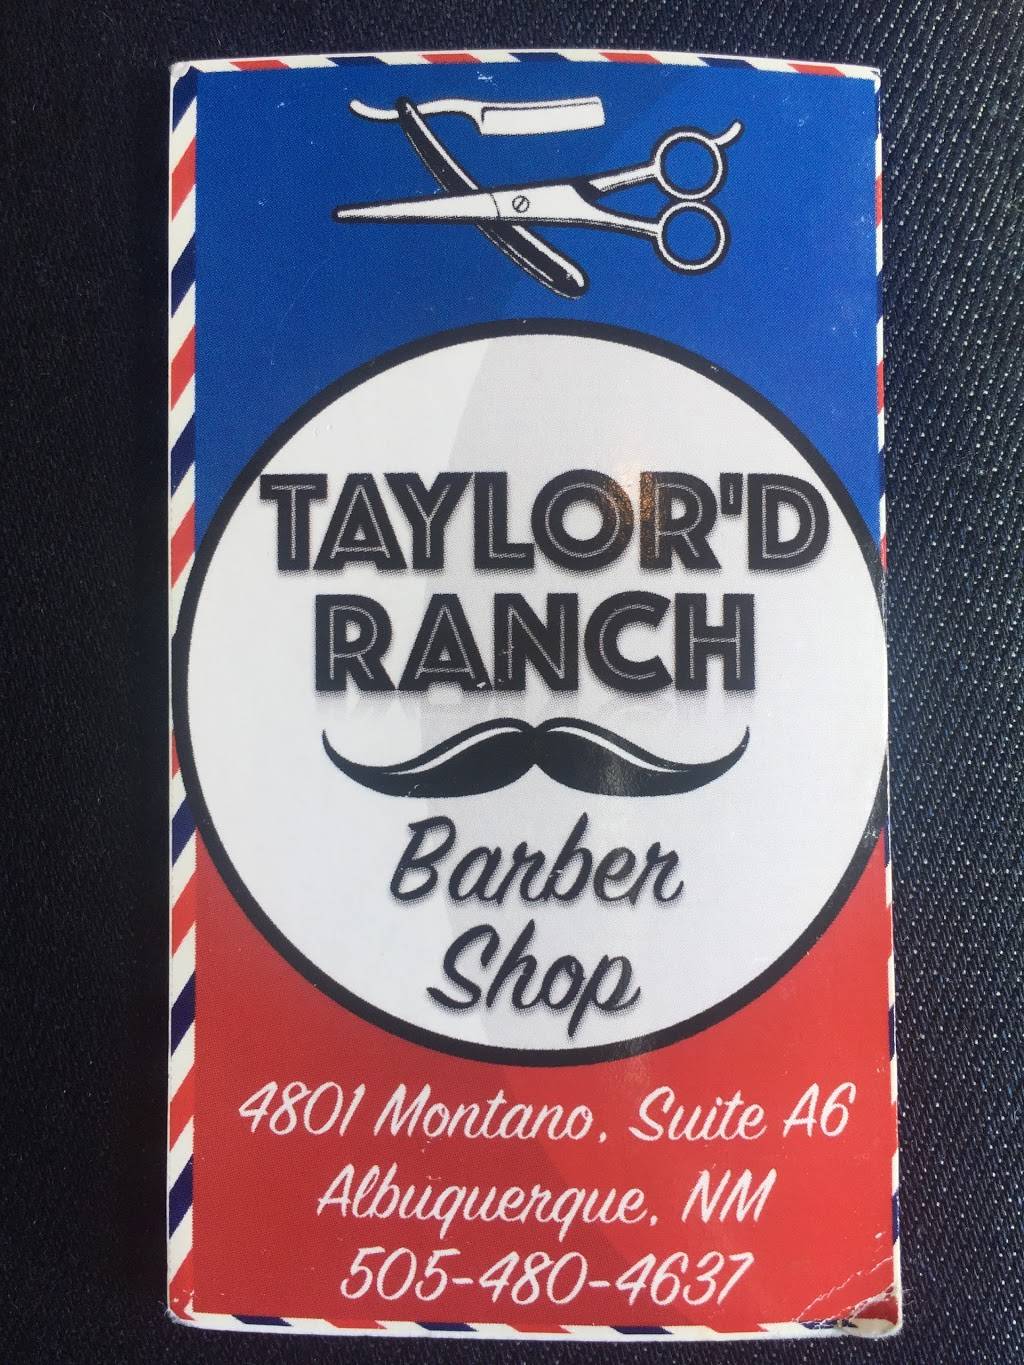 TAYLOR'D
RANCH
Barber
Shop
4801 Montano, Suite A6
Albuquerque, NM
505-480-4637